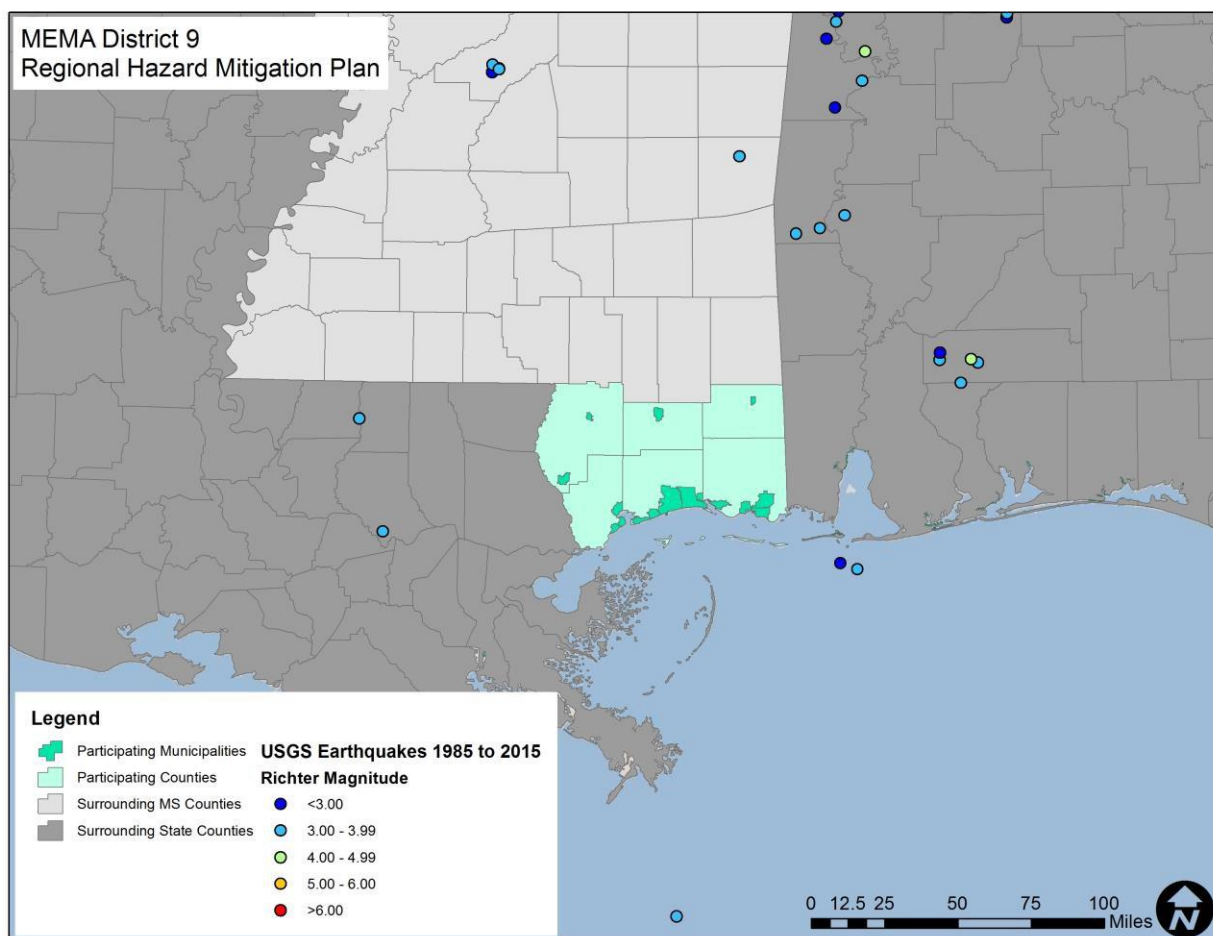 MEMA District 9
Regional Hazard Mitigation Plan
Legend
Participating Municipalities
Participating Counties
Surrounding MS Counties
Surrounding State Counties
USGS Earthquakes 1985 to 2015
Richter Magnitude
<3.00
3.00 - 3.99
4.00 - 4.99
5.00 - 6.00
>6.00
0 12.5 25 50 75 100
Miles
N